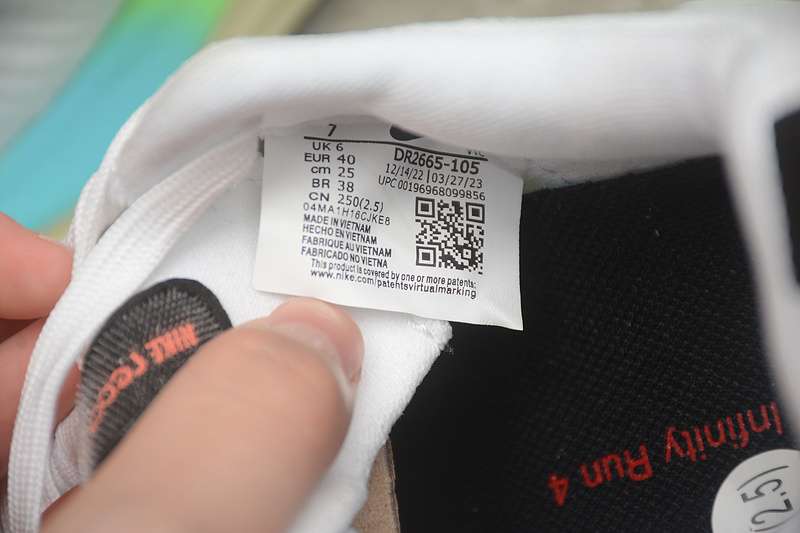 7
UK 6
EUR 40
cm 25
BR 38
CN 250(2.5)
04MA1H16CJKE8
MADE IN VIETNAM
HECHO EN VIETNAM
FABRIQUE AU VIETNAM
FABRICADO NO VIETNA
DR2665-105
12/14/22 | 03/27/23
UPC 00196968099856
This product is covered by one or more patents:
www.nike.com/patentsvirtualmarking
NIKE
Infinity Run 4
(2.5)